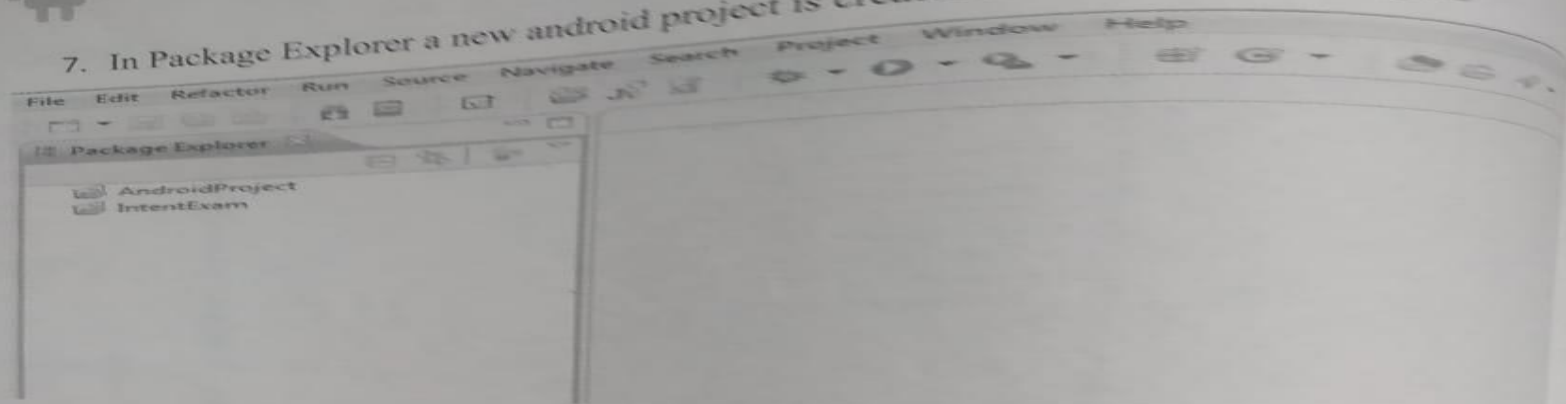 7. In Package Explorer a new android project is
File Edit Refactor Run Source Navigate Search Project Window Help
Package Explorer
AndroidProject
IntentExam